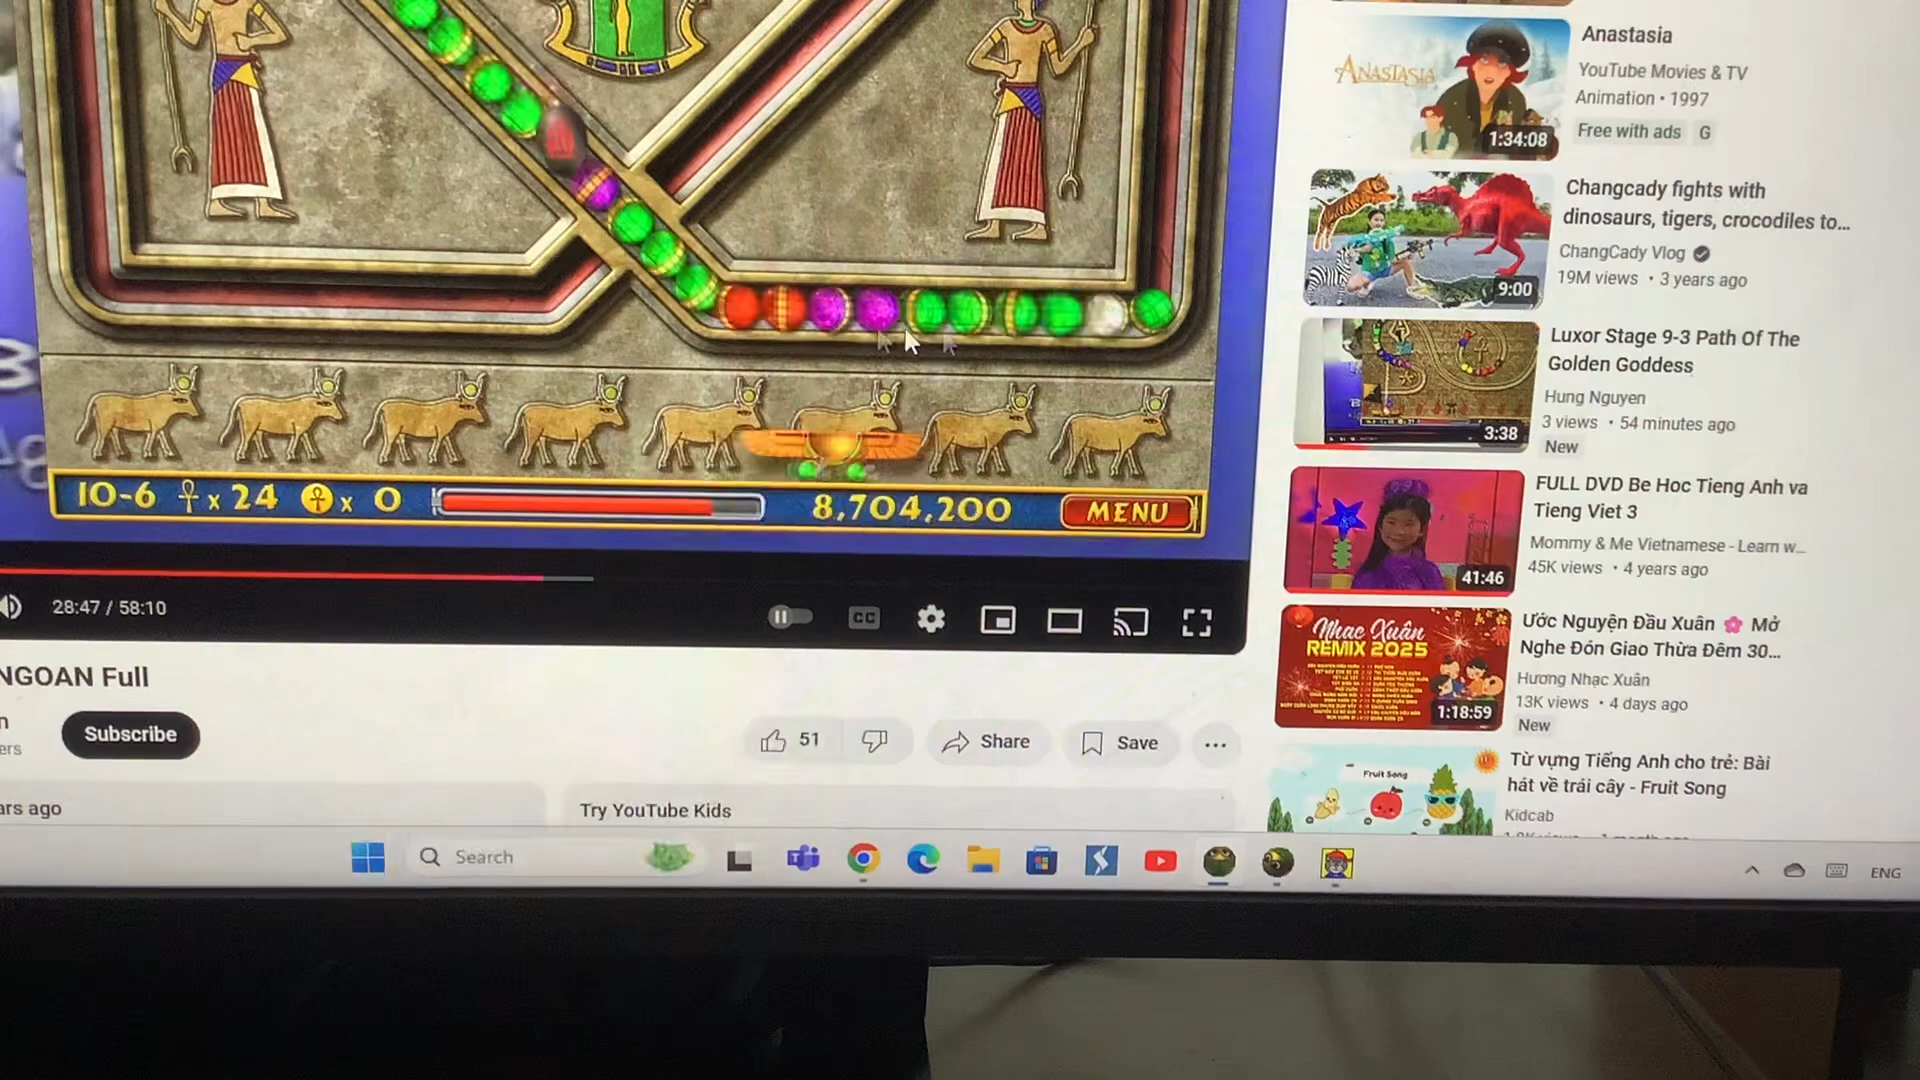 Anastasia
YouTube Movies & TV
Animation • 1997
Free with ads G
ANASTASIA
1:34:08
Changcady fights with
dinosaurs, tigers, crocodiles to...
ChangCady Vlog
19M views • 3 years ago
9:00
Luxor Stage 9-3 Path Of The
Golden Goddess
Hung Nguyen
3 views • 54 minutes ago
New
3:38
FULL DVD Be Hoc Tieng Anh va
Tieng Viet 3
Mommy & Me Vietnamese - Learn w...
45K views • 4 years ago
41:46
Ước Nguyện Đầu Xuân 🌸 Mở
Nghe Đón Giao Thừa Đêm 30...
Hương Nhạc Xuân
13K views • 4 days ago
New
Nhạc Xuân
REMIX 2025
1:18:59
Từ vựng Tiếng Anh cho trẻ: Bài
hát về trái cây - Fruit Song
Kidcab
Fruit Song
10-6 x 24 x 0 8,704,200 MENU
28:47 / 58:10
CC
NGOAN Full
Subscribe
51 Share Save ...
ars ago
Try YouTube Kids
Search
ENG